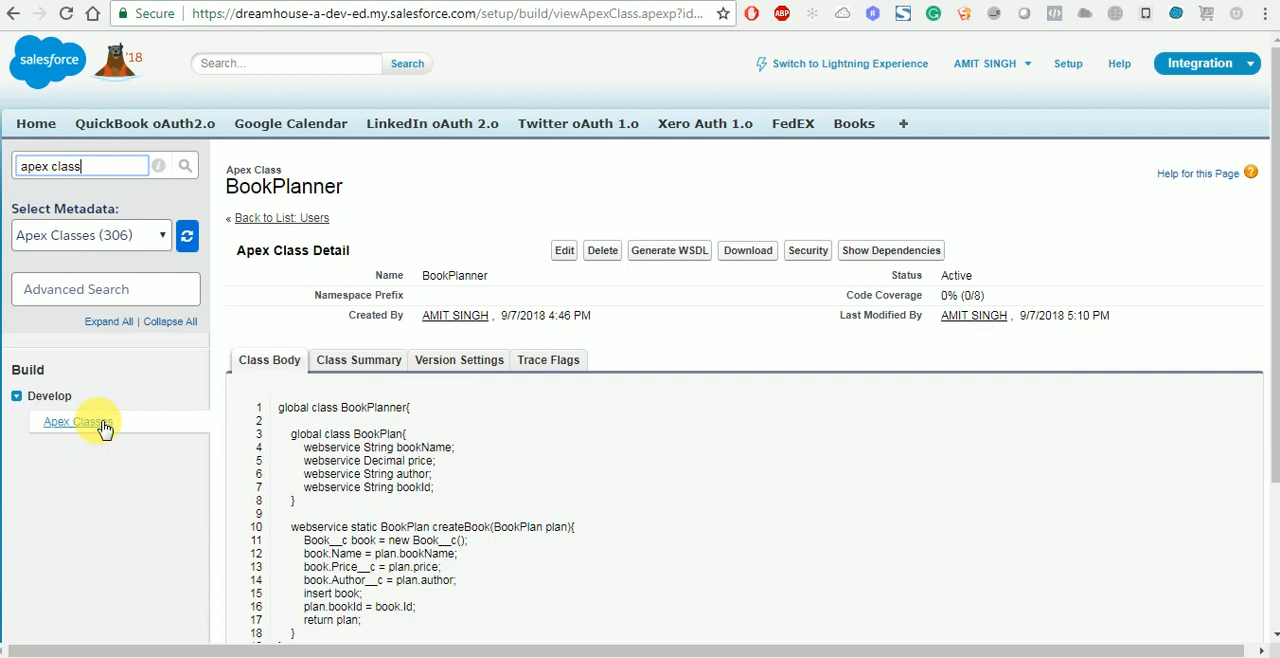 Secure https://dreamhouse-a-dev-ed.my.salesforce.com/setup/build/viewApexClass.apexp?id...
ABP
salesforce '18 Search... Search Switch to Lightning Experience AMIT SINGH Setup Help Integration
Home QuickBook oAuth2.o Google Calendar LinkedIn oAuth 2.o Twitter oAuth 1.o Xero Auth 1.o FedEX Books +
apex class
Select Metadata:
Apex Classes (306)
Advanced Search
Expand All | Collapse All
Build
Develop
Apex Classes
Apex Class
BookPlanner
Help for this Page ?
« Back to List: Users
Apex Class Detail Edit Delete Generate WSDL Download Security Show Dependencies
Name BookPlanner Status Active
Namespace Prefix Code Coverage 0% (0/8)
Created By AMIT SINGH , 9/7/2018 4:46 PM Last Modified By AMIT SINGH , 9/7/2018 5:10 PM
Class Body Class Summary Version Settings Trace Flags
1 global class BookPlanner{
2
3 global class BookPlan{
4 webservice String bookName;
5 webservice Decimal price;
6 webservice String author;
7 webservice String bookId;
8 }
9
10 webservice static BookPlan createBook(BookPlan plan){
11 Book__c book = new Book__c();
12 book.Name = plan.bookName;
13 book.Price__c = plan.price;
14 book.Author__c = plan.author;
15 insert book;
16 plan.bookId = book.Id;
17 return plan;
18 }